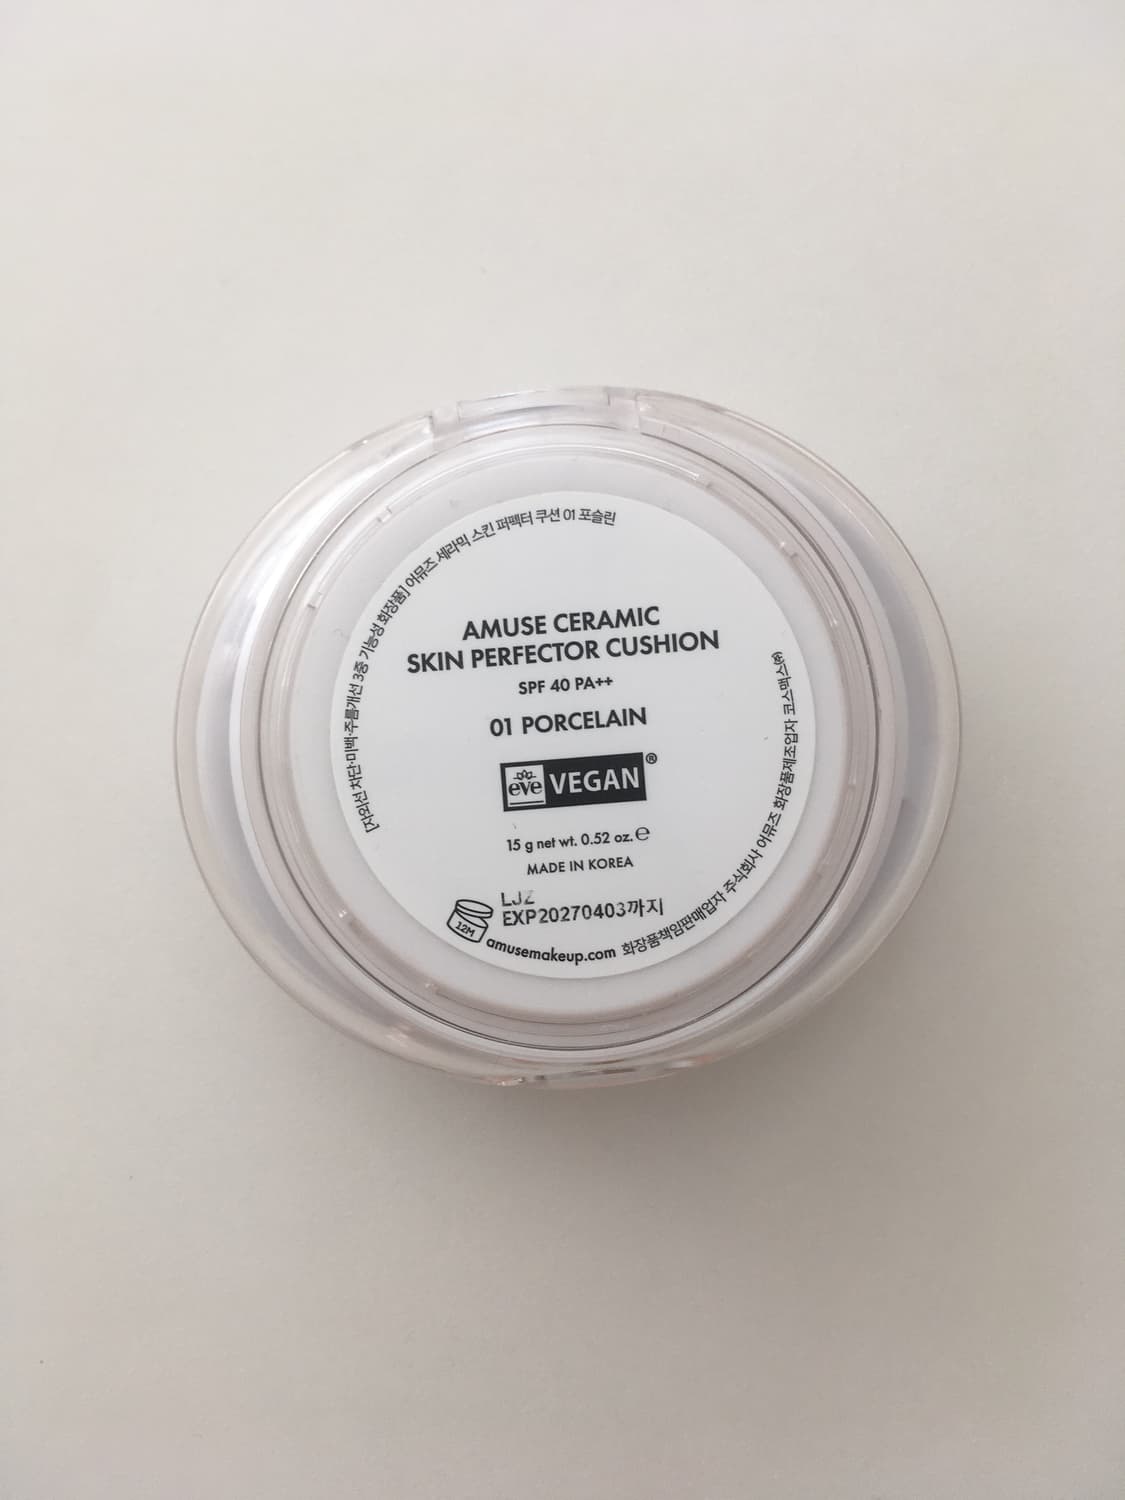 [자외선 차단·미백·주름개선 3중 기능성 화장품] 어뮤즈 세라믹 스킨 퍼펙터 쿠션 01 포슬린
AMUSE CERAMIC
SKIN PERFECTOR CUSHION
SPF 40 PA++
01 PORCELAIN
eve VEGAN®
15 g net wt. 0.52 oz. ℮
MADE IN KOREA
LJZ
EXP20270403까지
12M
amusemakeup.com
화장품책임판매업자 주식회사 어뮤즈 화장품제조업자 코스맥스㈜